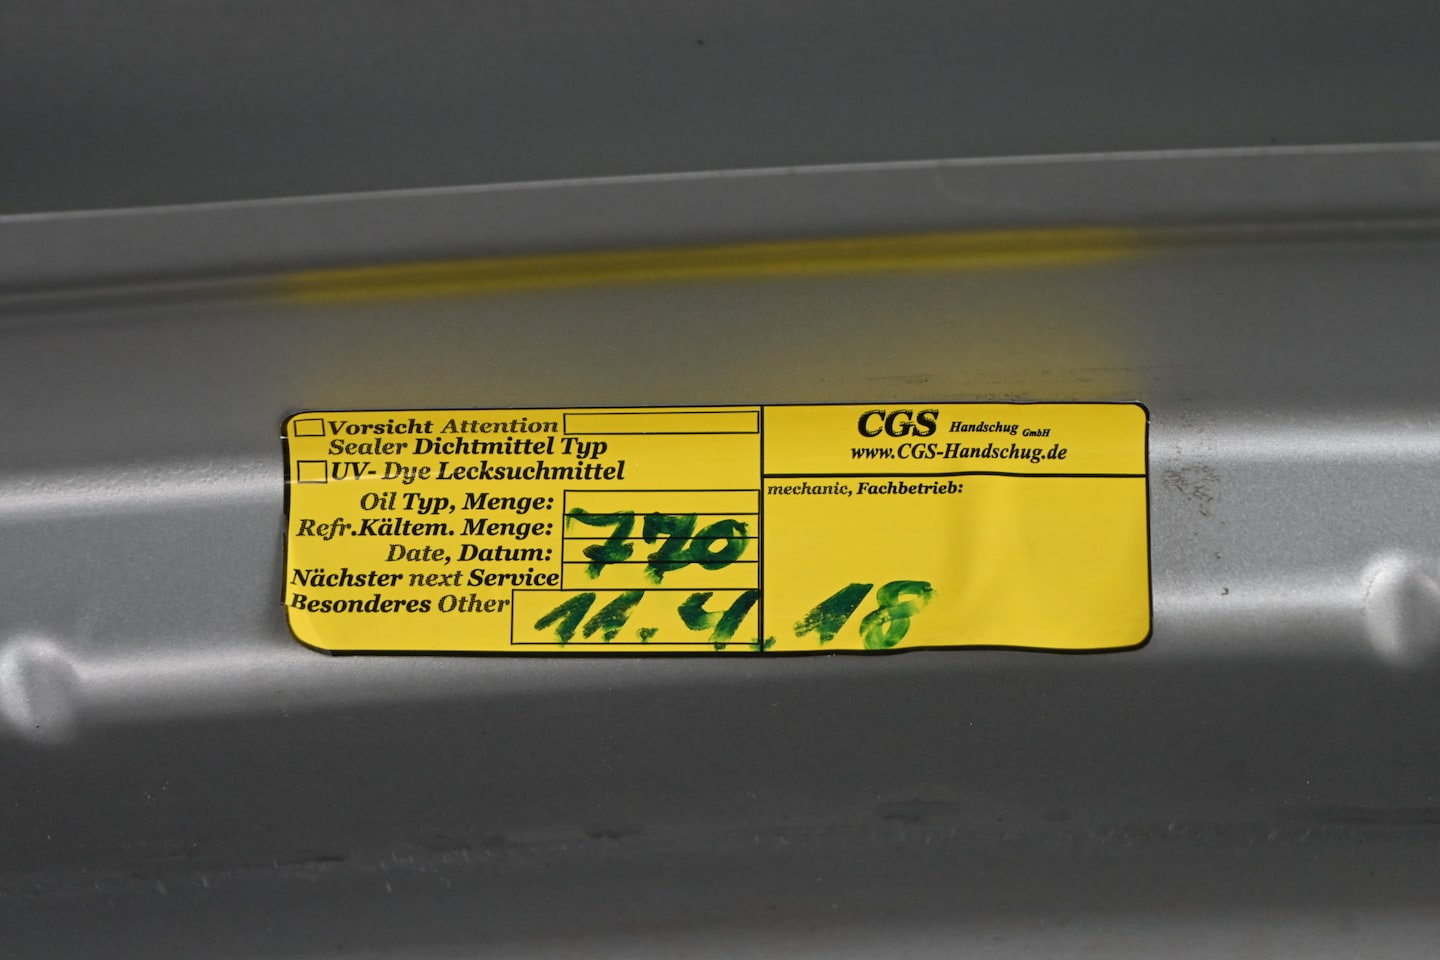 Vorsicht Attention
Sealer Dichtmittel Typ
UV- Dye Lecksuchmittel
Oil Typ, Menge:
Refr.Kältem. Menge:
770
Date, Datum:
Nächster next Service
Besonderes Other
11.4.18
CGS Handschug GmbH
www.CGS-Handschug.de
mechanic, Fachbetrieb: